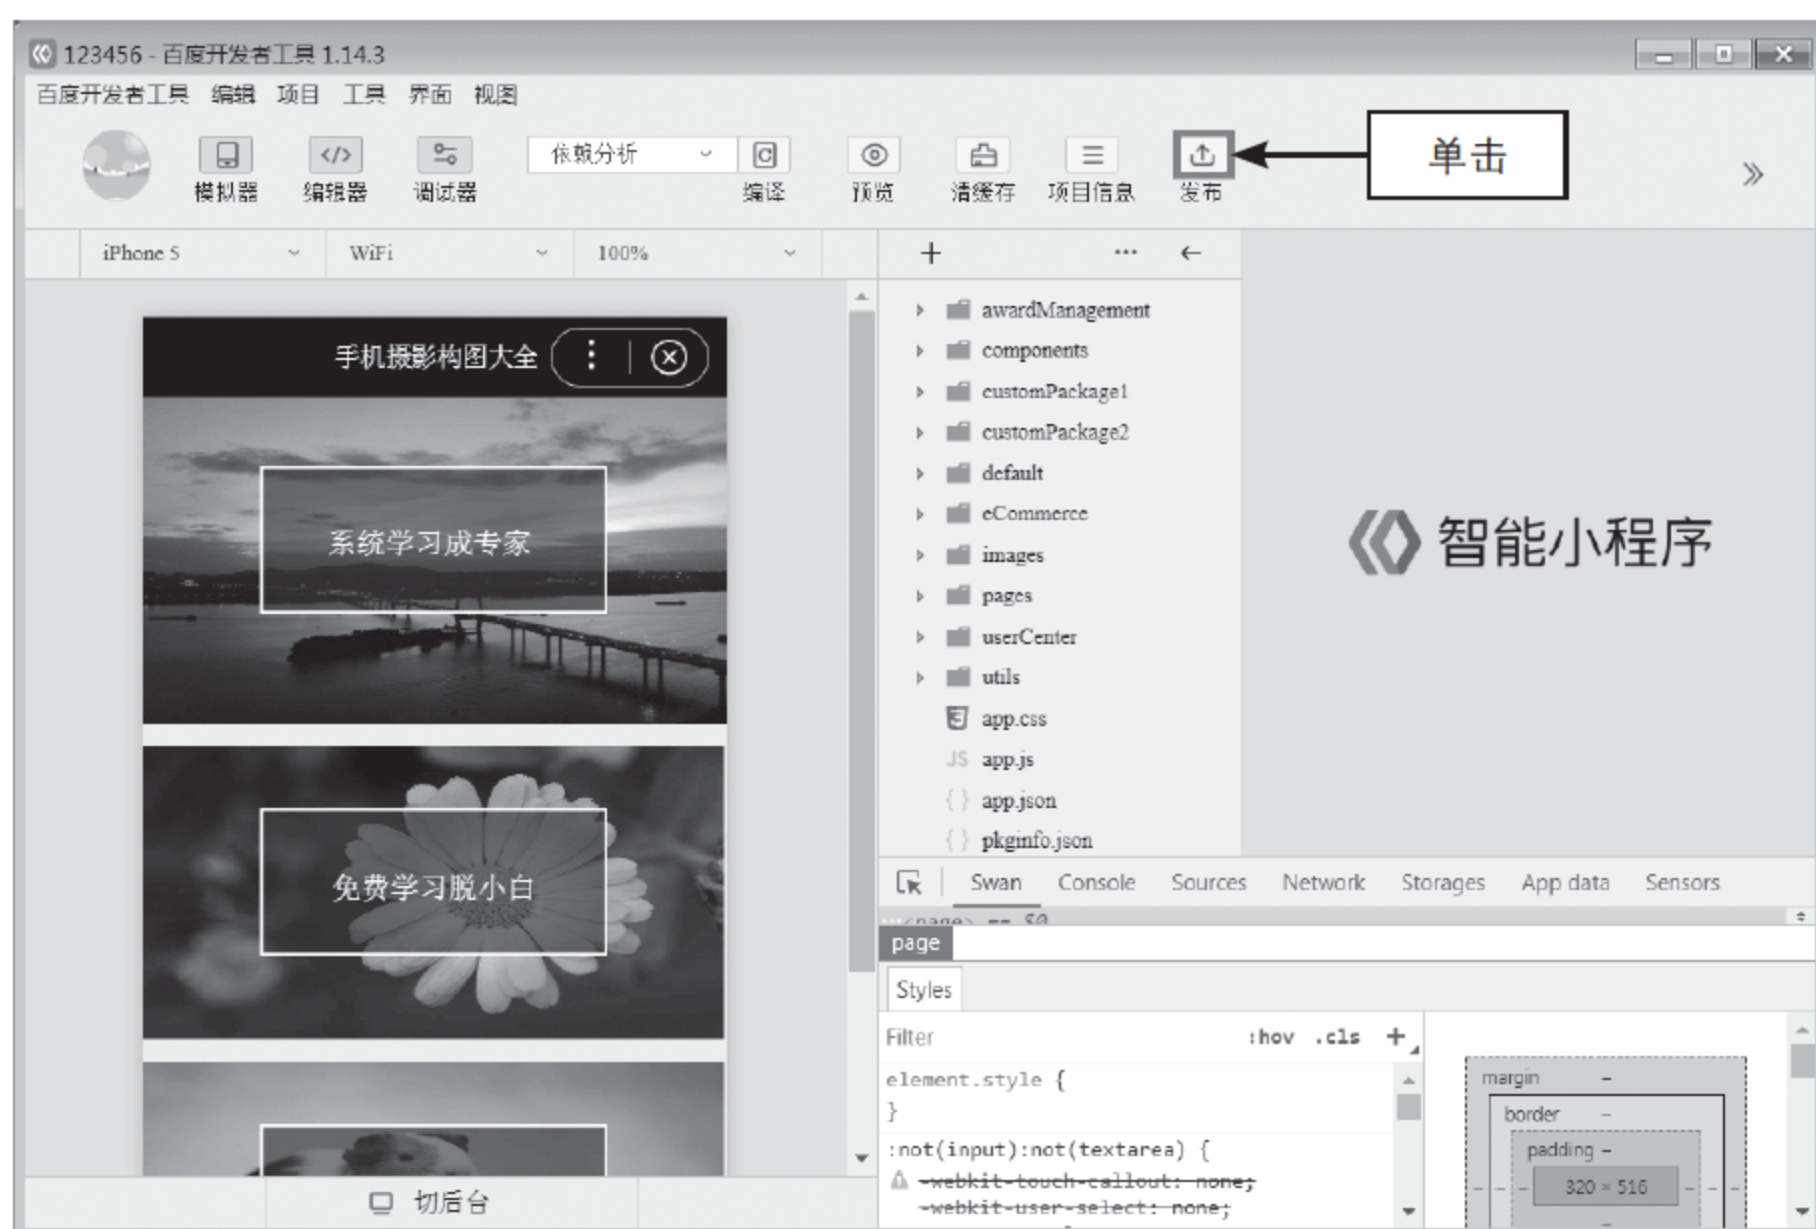 123456 - 百度开发者工具 1.14.3
百度开发者工具 编辑 项目 工具 界面 视图
依赖分析
单击
模拟器 编辑器 调试器 编译 预览 清缓存 项目信息 发布
iPhone 5 WiFi 100%
手机摄影构图大全
系统学习成专家
免费学习脱小白
切后台
awardManagement
components
customPackage1
customPackage2
default
eCommerce
images
pages
userCenter
utils
app.css
JS app.js
{ } app.json
{ } pkginfo.json
智能小程序
Swan Console Sources Network Storages App data Sensors
…<page> == $0
page
Styles
Filter :hov .cls +
element.style {
}
:not(input):not(textarea) {
-webkit-touch-callout: none;
-webkit-user-select: none;
margin –
border –
padding –
320 × 516